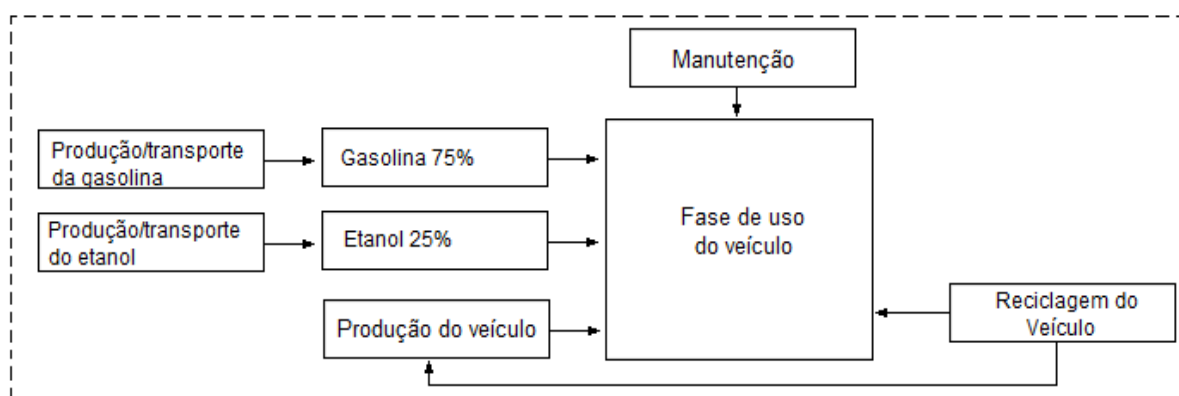 Manutenção
Produção/transporte
da gasolina
Gasolina 75%
Produção/transporte
do etanol
Etanol 25%
Fase de uso
do veículo
Produção do veículo
Reciclagem do
Veículo